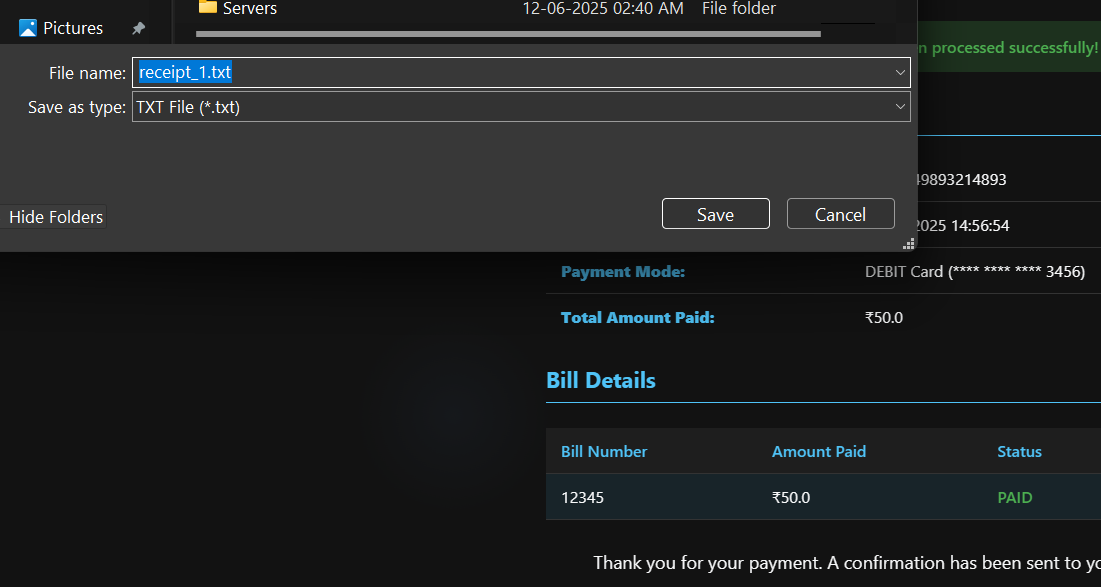 Servers 12-06-2025 02:40 AM File folder
Pictures
n processed successfully!
File name: receipt_1.txt
Save as type: TXT File (*.txt)
49893214893
Hide Folders Save Cancel
2025 14:56:54
Payment Mode: DEBIT Card (**** **** **** 3456)
Total Amount Paid: ₹50.0
Bill Details
Bill Number Amount Paid Status
12345 ₹50.0 PAID
Thank you for your payment. A confirmation has been sent to yo